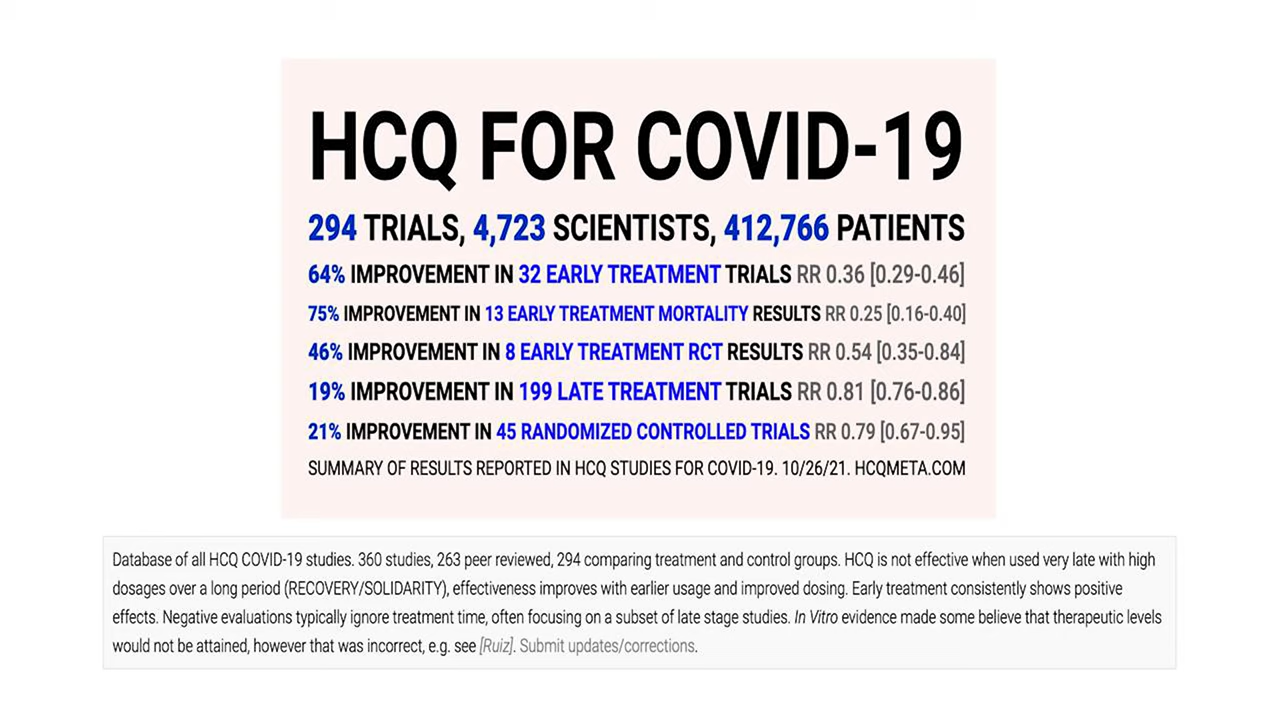 HCQ FOR COVID-19
294 TRIALS, 4,723 SCIENTISTS, 412,766 PATIENTS
64% IMPROVEMENT IN 32 EARLY TREATMENT TRIALS RR 0.36 [0.29-0.46]
75% IMPROVEMENT IN 13 EARLY TREATMENT MORTALITY RESULTS RR 0.25 [0.16-0.40]
46% IMPROVEMENT IN 8 EARLY TREATMENT RCT RESULTS RR 0.54 [0.35-0.84]
19% IMPROVEMENT IN 199 LATE TREATMENT TRIALS RR 0.81 [0.76-0.86]
21% IMPROVEMENT IN 45 RANDOMIZED CONTROLLED TRIALS RR 0.79 [0.67-0.95]
SUMMARY OF RESULTS REPORTED IN HCQ STUDIES FOR COVID-19. 10/26/21. HCQMETA.COM
Database of all HCQ COVID-19 studies. 360 studies, 263 peer reviewed, 294 comparing treatment and control groups. HCQ is not effective when used very late with high
dosages over a long period (RECOVERY/SOLIDARITY), effectiveness improves with earlier usage and improved dosing. Early treatment consistently shows positive
effects. Negative evaluations typically ignore treatment time, often focusing on a subset of late stage studies. In Vitro evidence made some believe that therapeutic levels
would not be attained, however that was incorrect, e.g. see [Ruiz]. Submit updates/corrections.